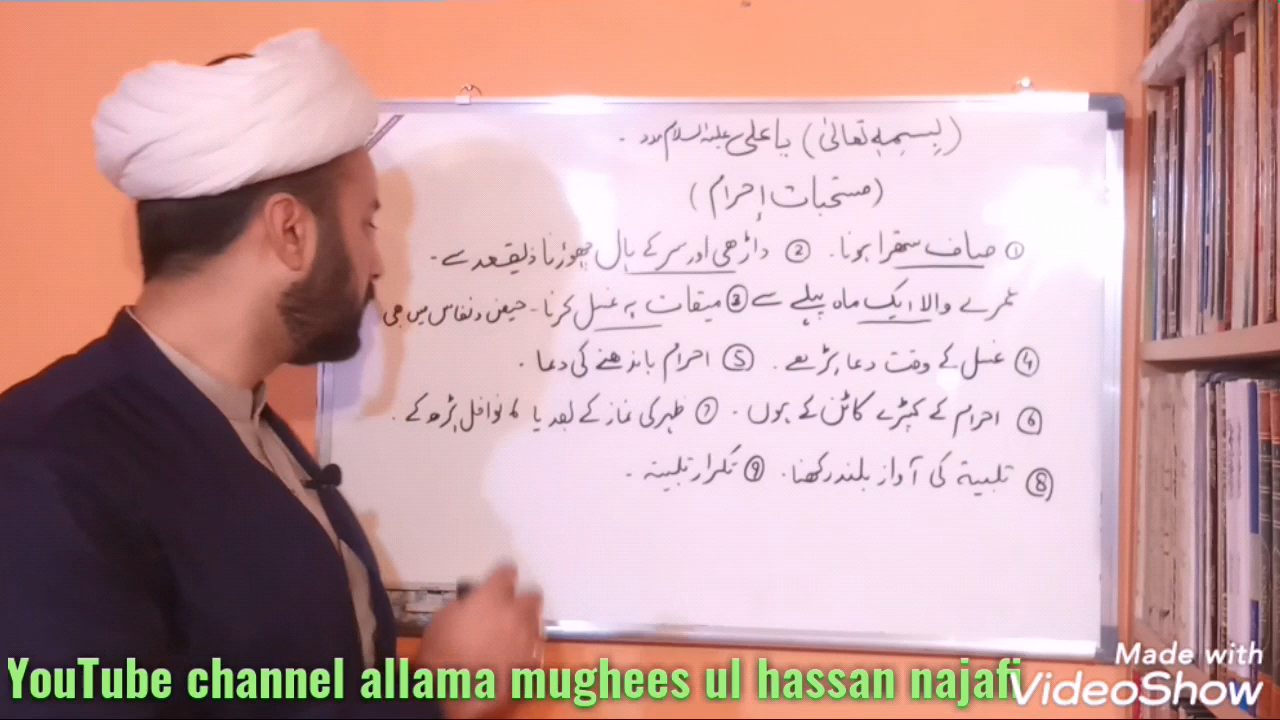 (بسمہ تعالیٰ) یا علی علیہ السلام مدد۔
(مستحبات إحرام)
① صاف ستھرا ہونا۔ ② داڑھی اور سر کے بال چھوڑنا ذیقعد سے۔
عمرے والا ایک ماہ پہلے سے ③ میقات پہ غسل کرنا۔ حیض و نفاس میں بھی
④ غسل کے وقت دعا پڑھے۔ ⑤ احرام باندھنے کی دعا۔
⑥ احرام کے کپڑے کاٹن کے ہوں۔ ⑦ ظہر کی نماز کے بعد یا نوافل پڑھ کے۔
⑧ تلبیۃ کی آواز بلند رکھنا۔ ⑨ تکرار تلبیۃ۔
YouTube channel allama mughees ul hassan najafi
Made with
VideoShow